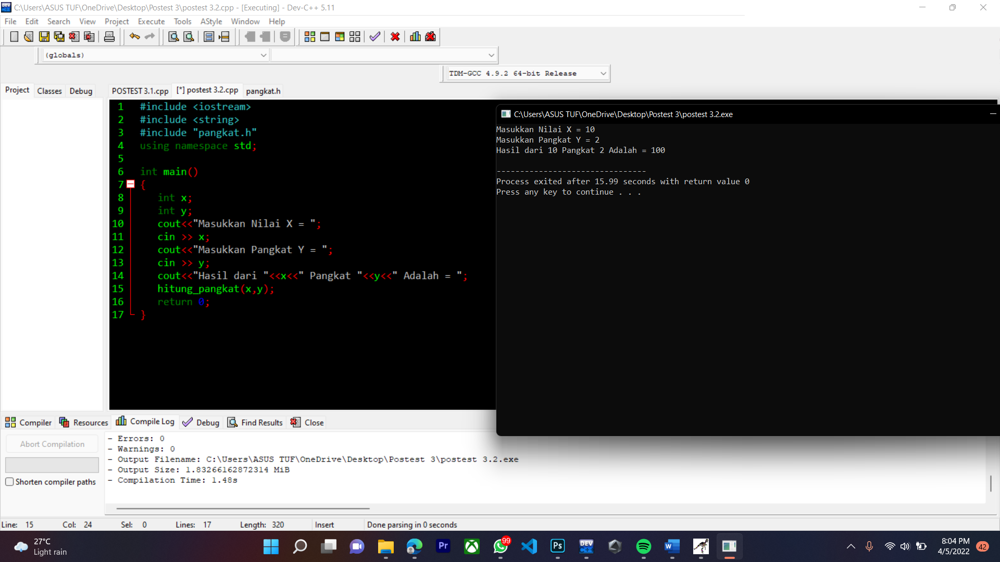 C:\Users\ASUS TUF\OneDrive\Desktop\Postest 3\postest 3.2.cpp - [Executing] - Dev-C++ 5.11
File Edit Search View Project Execute Tools AStyle Window Help
(globals)
TDM-GCC 4.9.2 64-bit Release
Project Classes Debug
POSTEST 3.1.cpp [*] postest 3.2.cpp pangkat.h
1 #include <iostream>
2 #include <string>
3 #include "pangkat.h"
4 using namespace std;
5
6 int main()
7 {
8 int x;
9 int y;
10 cout<<"Masukkan Nilai X = ";
11 cin >> x;
12 cout<<"Masukkan Pangkat Y = ";
13 cin >> y;
14 cout<<"Hasil dari "<<x<<" Pangkat "<<y<<" Adalah = ";
15 hitung_pangkat(x,y);
16 return 0;
17 }
C:\Users\ASUS TUF\OneDrive\Desktop\Postest 3\postest 3.2.exe
Masukkan Nilai X = 10
Masukkan Pangkat Y = 2
Hasil dari 10 Pangkat 2 Adalah = 100
--------------------------------
Process exited after 15.99 seconds with return value 0
Press any key to continue . . .
Compiler Resources Compile Log Debug Find Results Close
Abort Compilation
Shorten compiler paths
- Errors: 0
- Warnings: 0
- Output Filename: C:\Users\ASUS TUF\OneDrive\Desktop\Postest 3\postest 3.2.exe
- Output Size: 1.83266162872314 MiB
- Compilation Time: 1.48s
Line: 15 Col: 24 Sel: 0 Lines: 17 Length: 320 Insert Done parsing in 0 seconds
27°C
Light rain
Pr
99
Ps
DEV
W
8:04 PM
4/5/2022
42